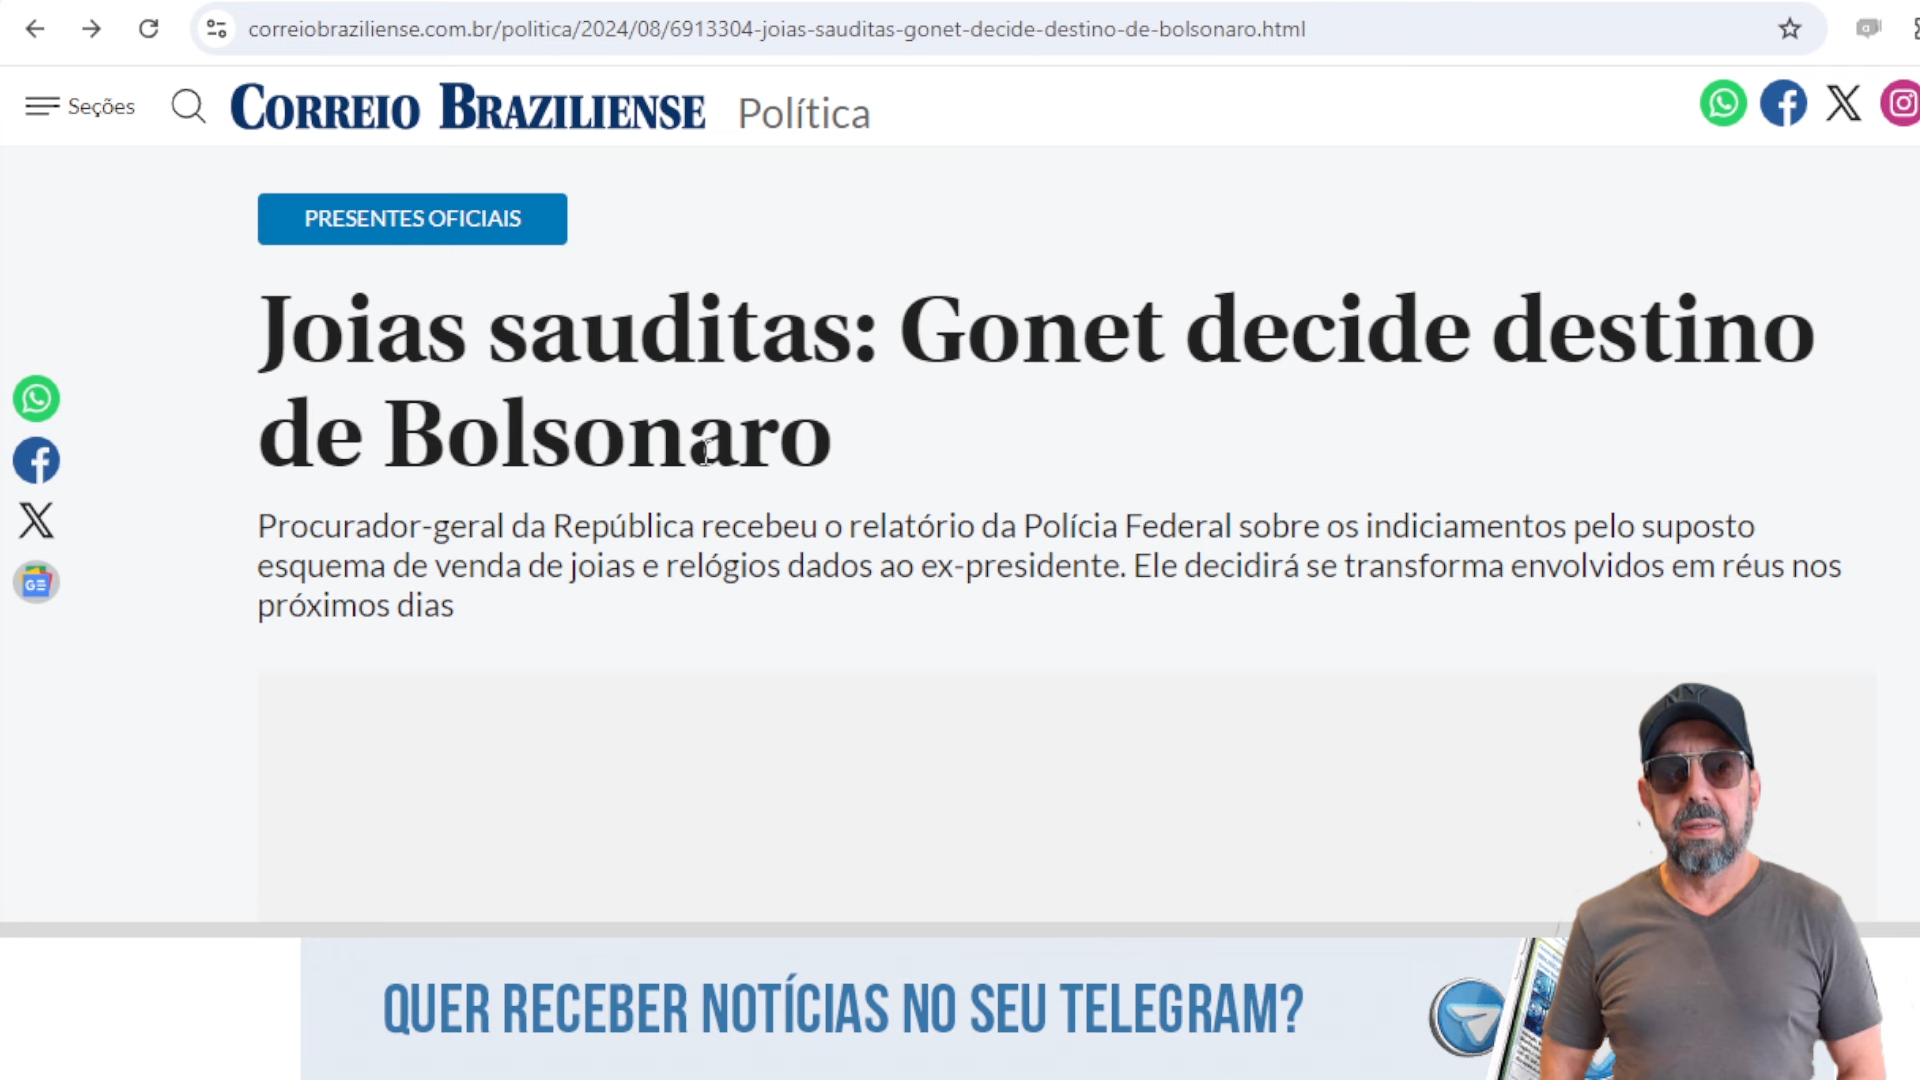 correiobraziliense.com.br/politica/2024/08/6913304-joias-sauditas-gonet-decide-destino-de-bolsonaro.html
Seções
CORREIO BRAZILIENSE
Política
PRESENTES OFICIAIS
Joias sauditas: Gonet decide destino
de Bolsonaro
Procurador-geral da República recebeu o relatório da Polícia Federal sobre os indiciamentos pelo suposto
esquema de venda de joias e relógios dados ao ex-presidente. Ele decidirá se transforma envolvidos em réus nos
próximos dias
GE
NY
QUER RECEBER NOTÍCIAS NO SEU TELEGRAM?